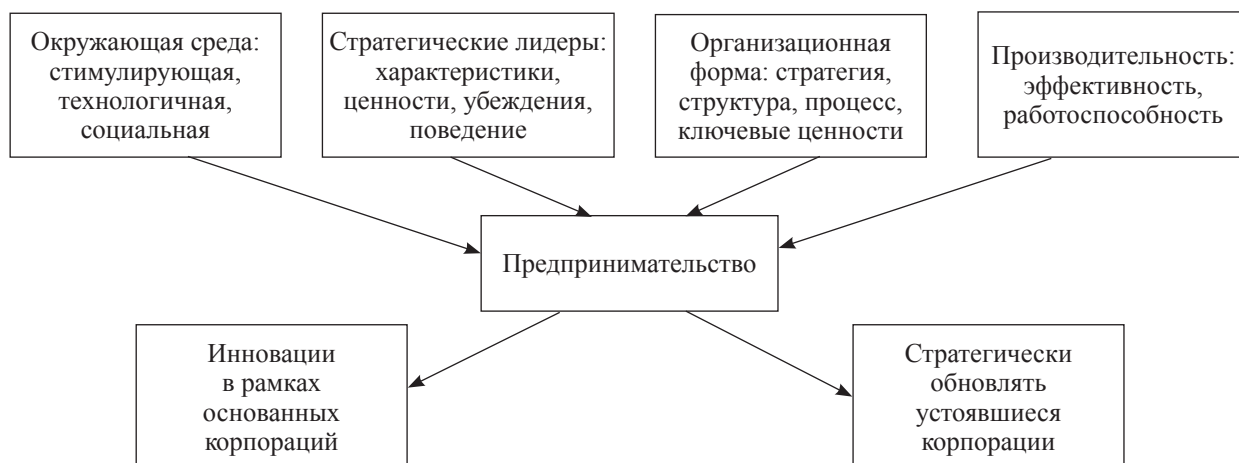 Окружающая среда:
стимулирующая,
технологичная,
социальная
Стратегические лидеры:
характеристики,
ценности, убеждения,
поведение
Организационная
форма: стратегия,
структура, процесс,
ключевые ценности
Производительность:
эффективность,
работоспособность
Предпринимательство
Инновации
в рамках
основанных
корпораций
Стратегически
обновлять
устоявшиеся
корпорации